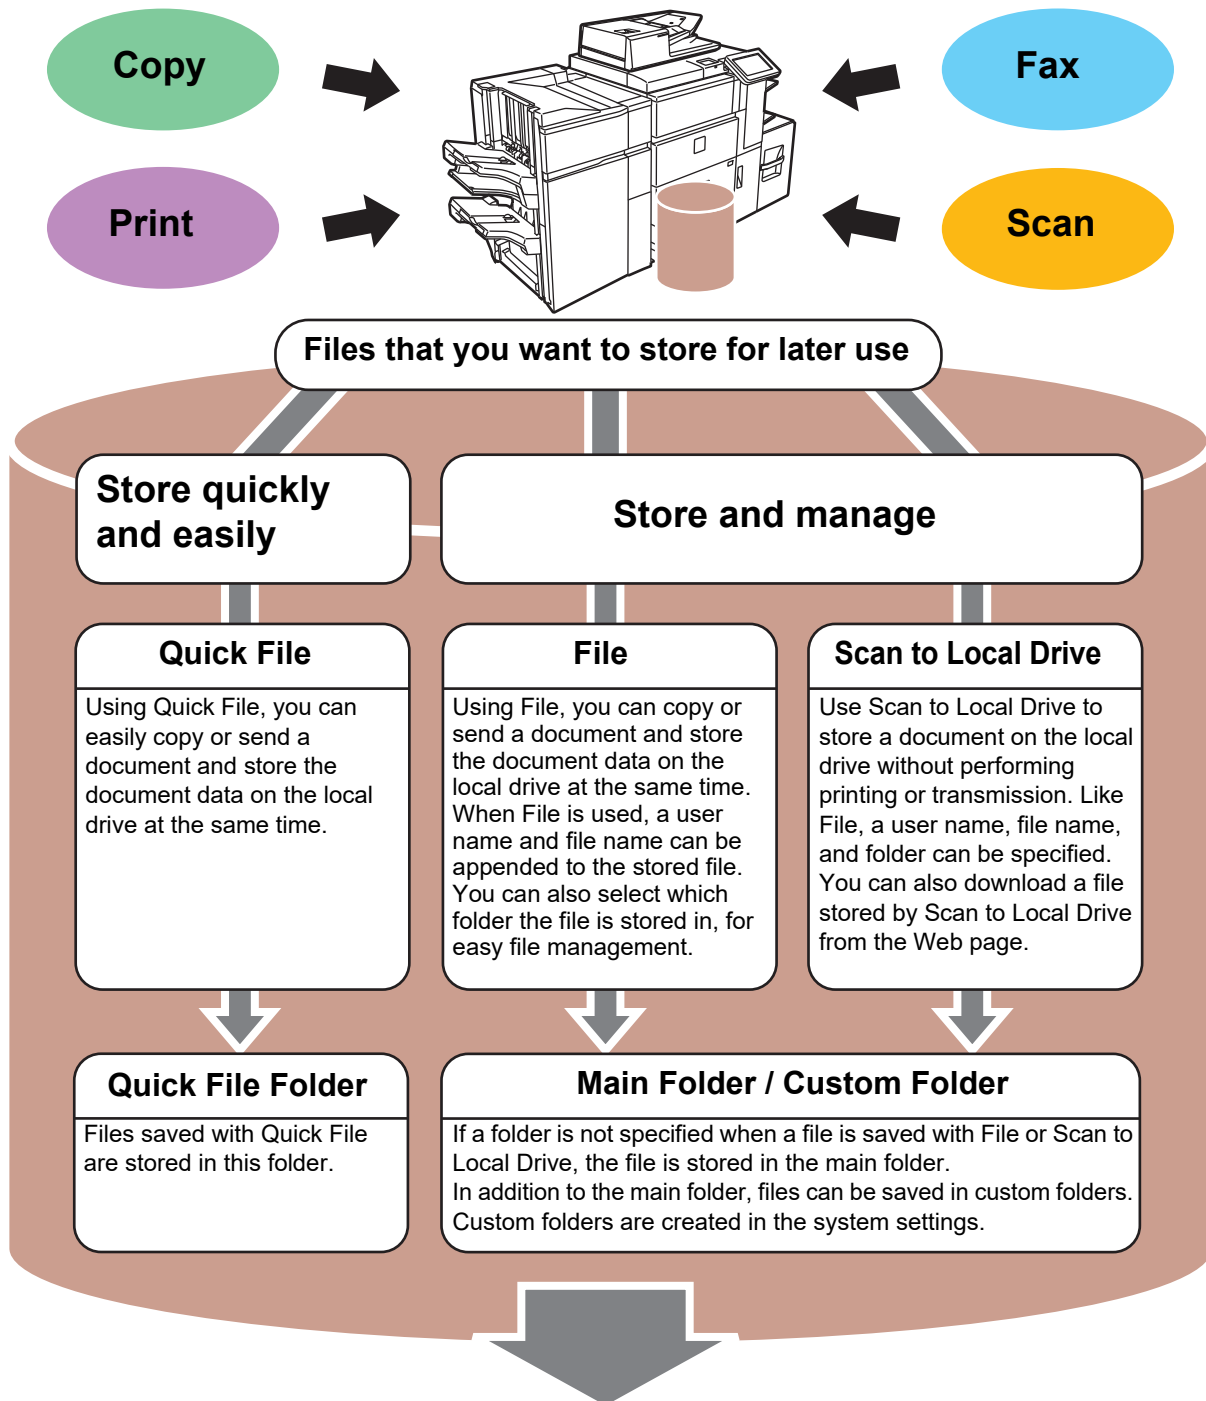 Copy
Fax
Print
Scan
Files that you want to store for later use
Store quickly
and easily
Store and manage
Quick File
Using Quick File, you can
easily copy or send a
document and store the
document data on the local
drive at the same time.
File
Using File, you can copy or
send a document and store
the document data on the
local drive at the same time.
When File is used, a user
name and file name can be
appended to the stored file.
You can also select which
folder the file is stored in, for
easy file management.
Scan to Local Drive
Use Scan to Local Drive to
store a document on the local
drive without performing
printing or transmission. Like
File, a user name, file name,
and folder can be specified.
You can also download a file
stored by Scan to Local Drive
from the Web page.
Quick File Folder
Files saved with Quick File
are stored in this folder.
Main Folder / Custom Folder
If a folder is not specified when a file is saved with File or Scan to
Local Drive, the file is stored in the main folder.
In addition to the main folder, files can be saved in custom folders.
Custom folders are created in the system settings.